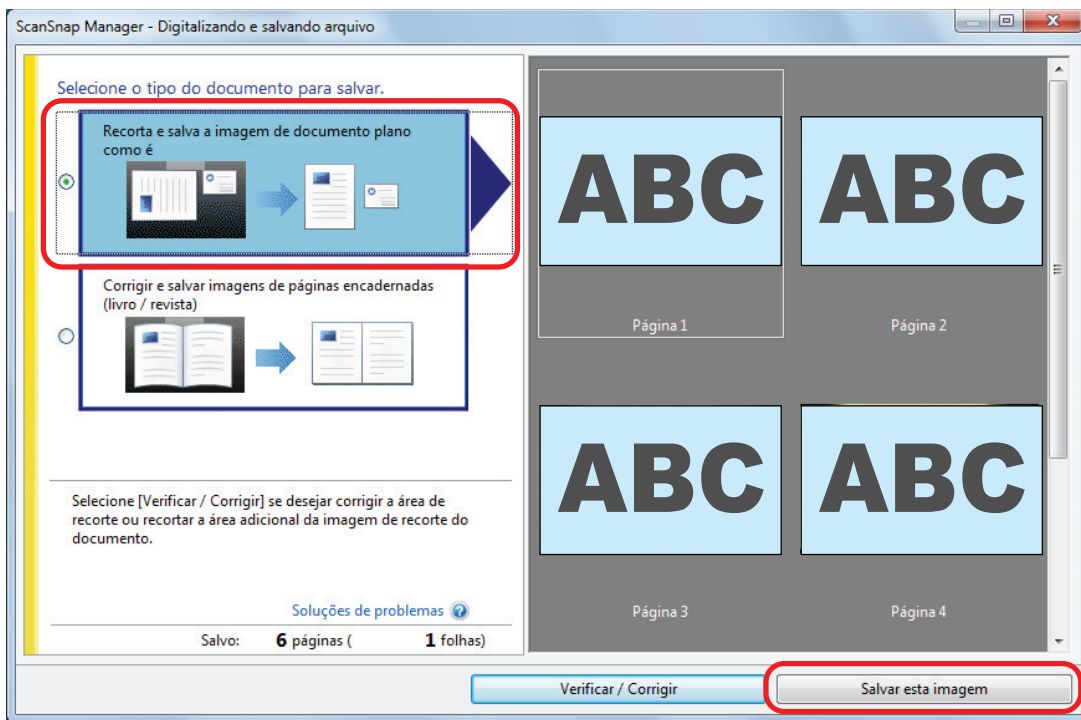 ScanSnap Manager - Digitalizando e salvando arquivo
Selecione o tipo do documento para salvar.
Recorta e salva a imagem de documento plano
como é
Corrigir e salvar imagens de páginas encadernadas
(livro / revista)
Selecione [Verificar / Corrigir] se desejar corrigir a área de
recorte ou recortar a área adicional da imagem de recorte do
documento.
Soluções de problemas
Salvo: 6 páginas ( 1 folhas)
ABC
ABC
Página 1
Página 2
ABC
ABC
Página 3
Página 4
Verificar / Corrigir
Salvar esta imagem